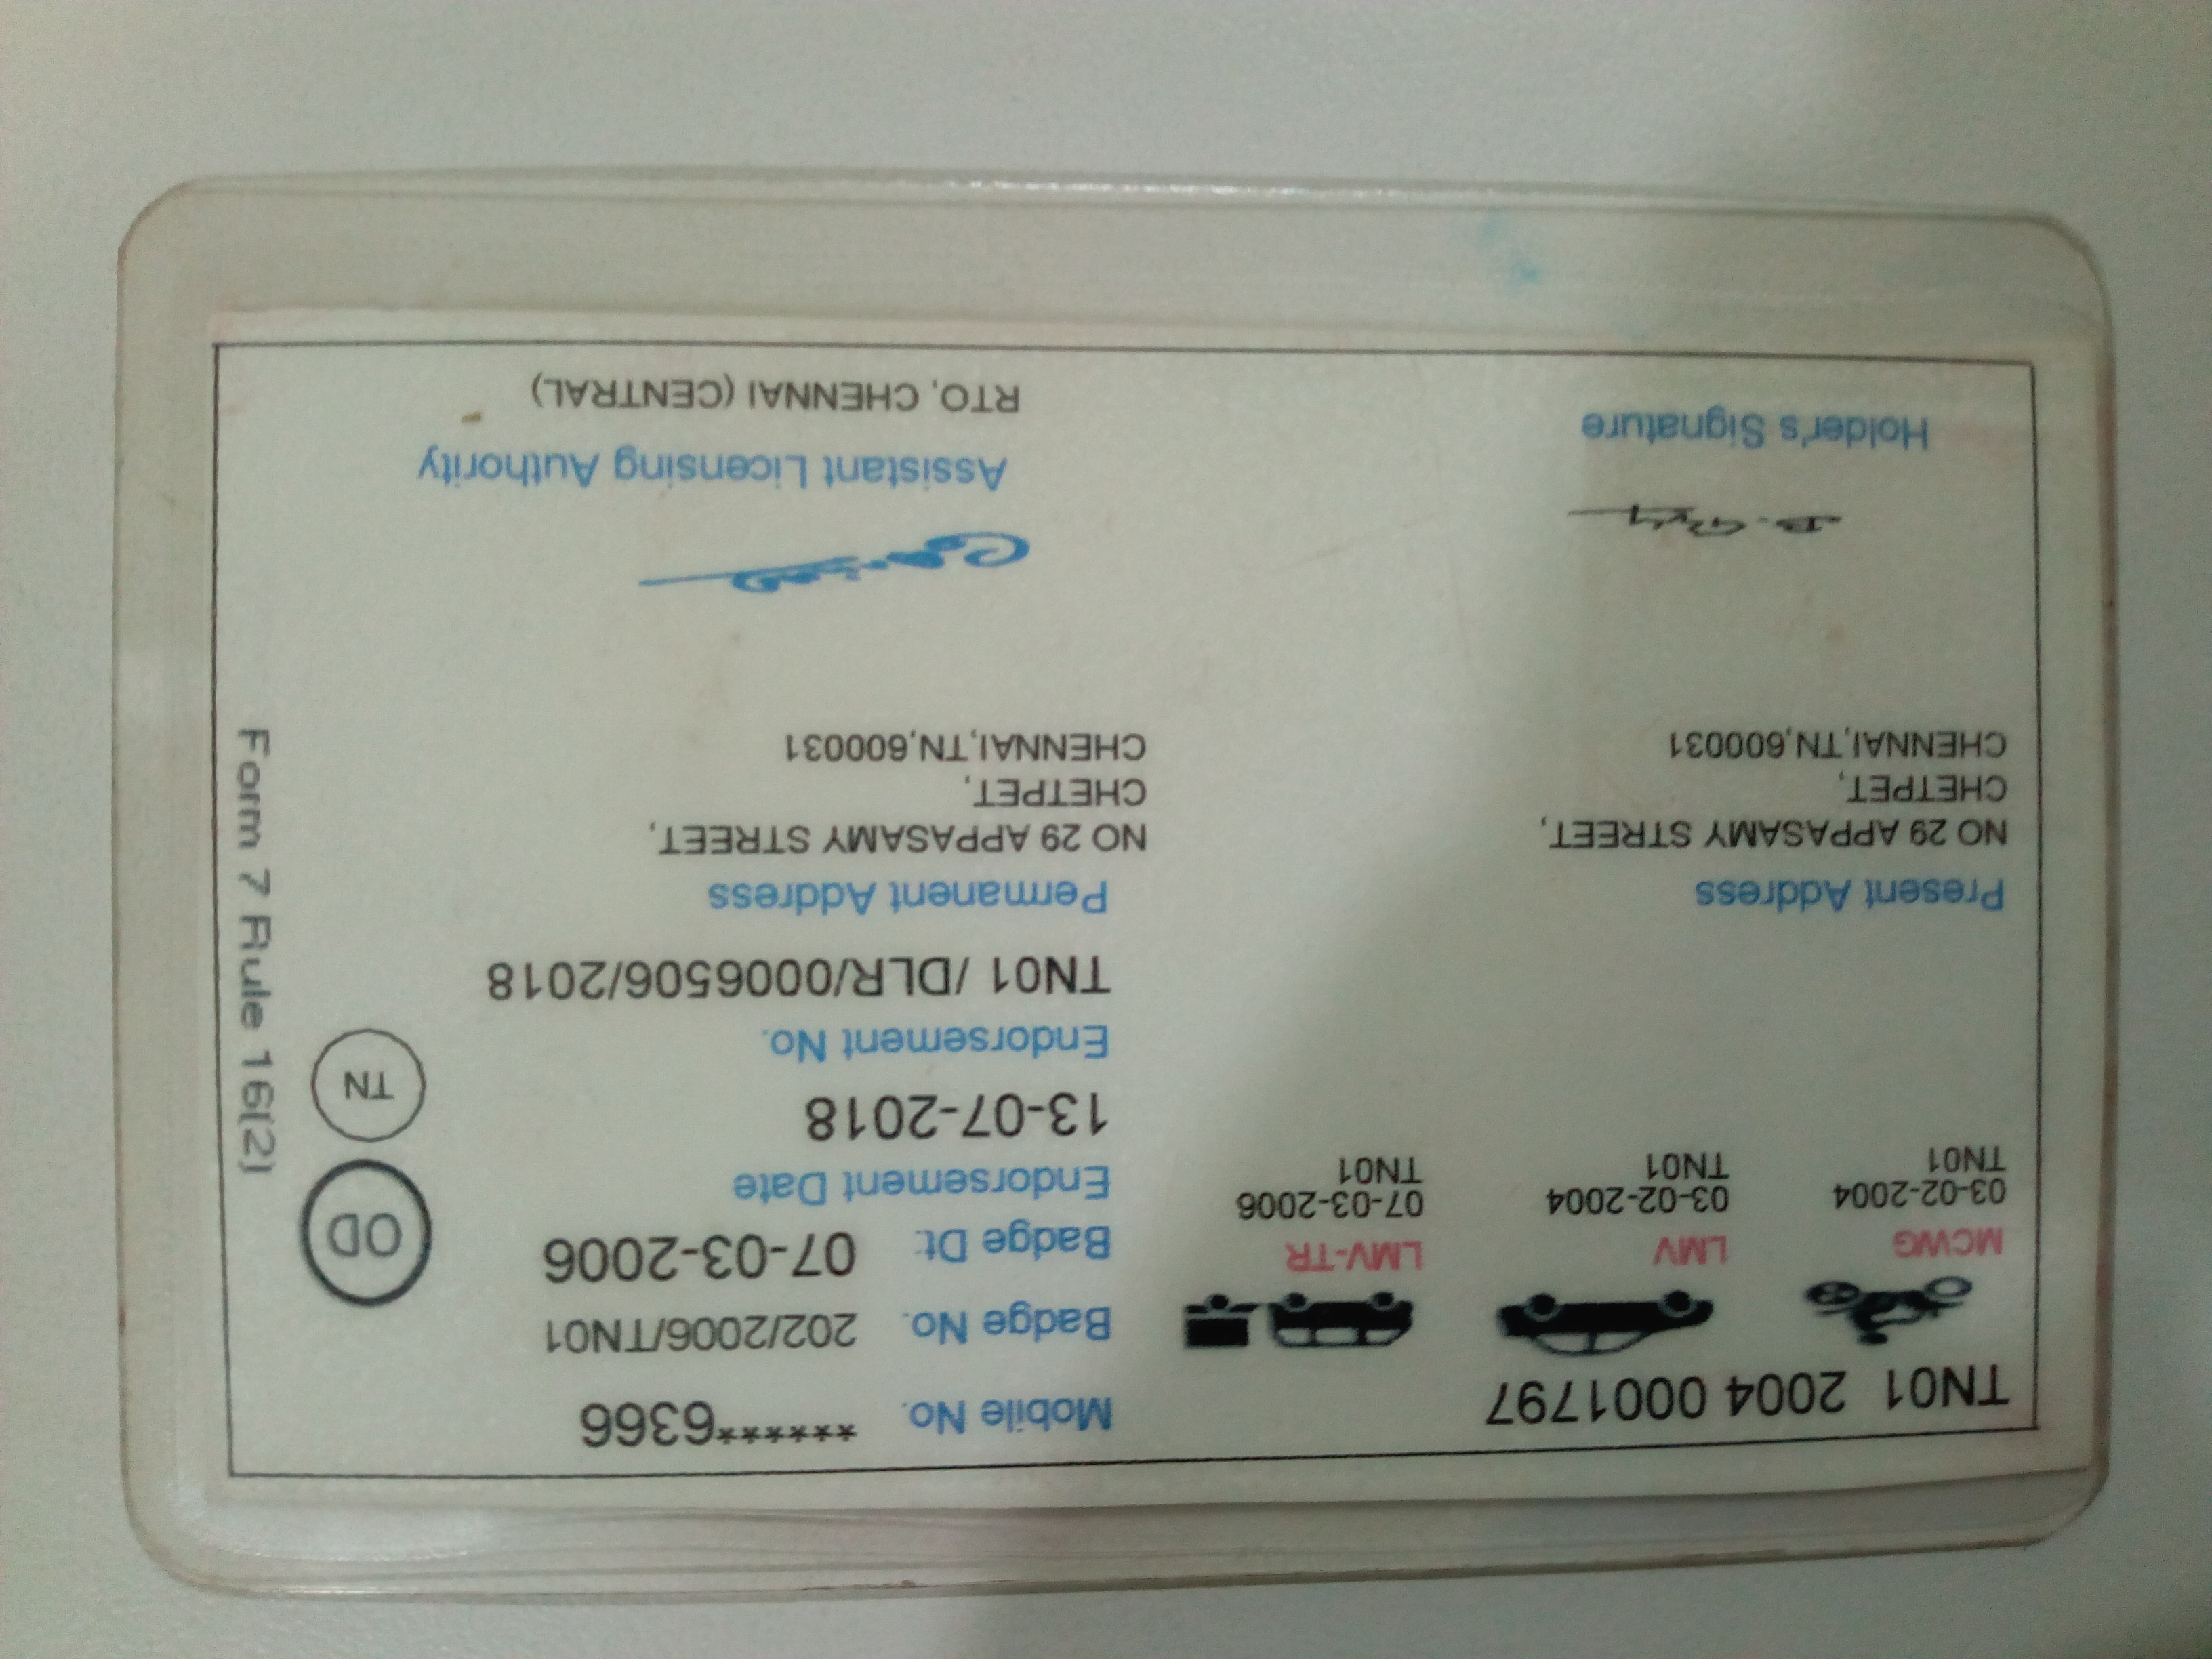 TN01 2004 0001797
MCWG
03-02-2004
TN01
LMV
03-02-2004
TN01
LMV-TR
07-03-2006
TN01
Mobile No. ******6366
Badge No. 202/2006/TN01
Badge Dt. 07-03-2006
Endorsement Date
13-07-2018
Endorsement No.
TN01 /DLR/0006506/2018
OD
TN
Form 7 Rule 16(2)
Present Address
NO 29 APPASAMY STREET,
CHETPET,
CHENNAI,TN,600031
Permanent Address
NO 29 APPASAMY STREET,
CHETPET,
CHENNAI,TN,600031
Holder's Signature
Assistant Licensing Authority
RTO, CHENNAI (CENTRAL)